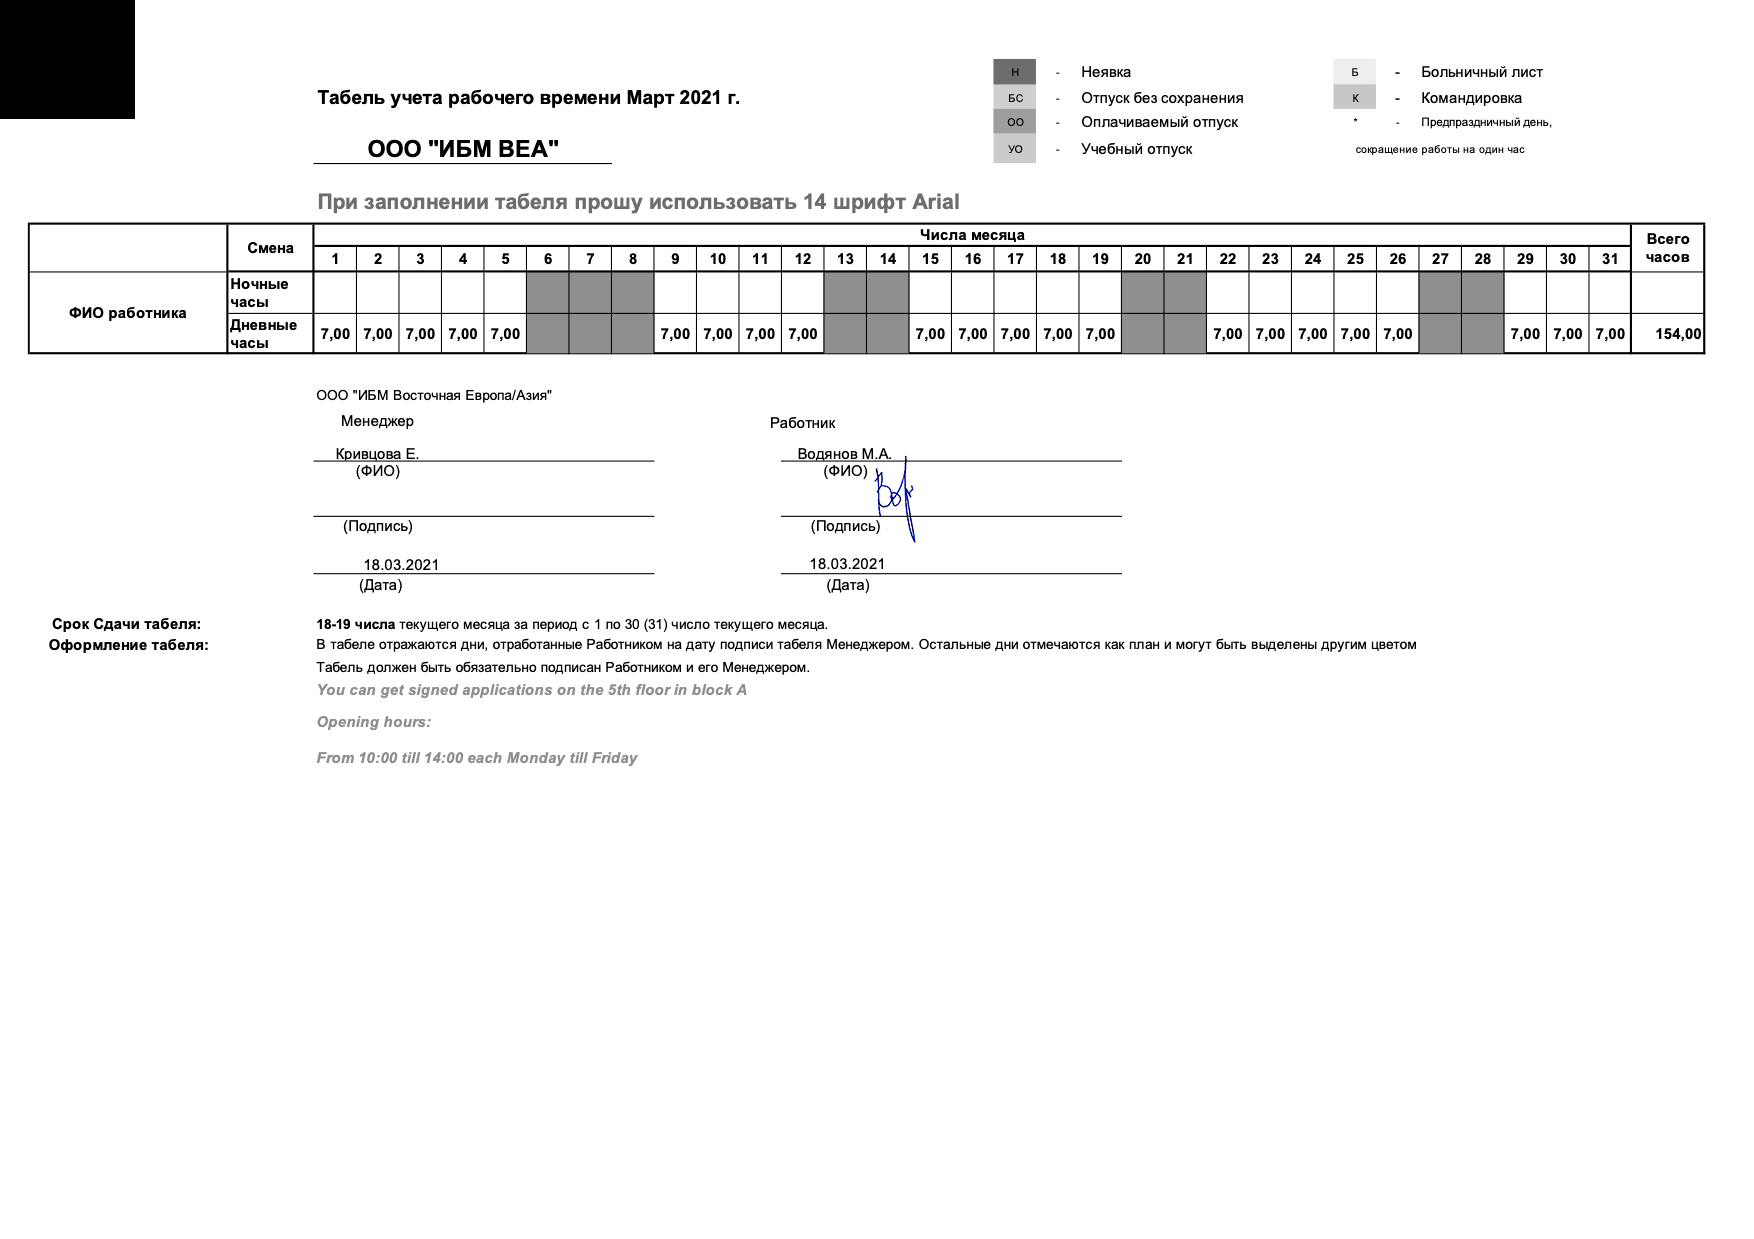 Н - Неявка Б - Больничный лист
Табель учета рабочего времени Март 2021 г. БС - Отпуск без сохранения К - Командировка
ОО - Оплачиваемый отпуск * - Предпраздничный день,
ООО "ИБМ ВЕА" УО - Учебный отпуск сокращение работы на один час
При заполнении табеля прошу использовать 14 шрифт Arial
Смена Числа месяца Всего часов
1 2 3 4 5 6 7 8 9 10 11 12 13 14 15 16 17 18 19 20 21 22 23 24 25 26 27 28 29 30 31
ФИО работника
Ночные
часы
Дневные
часы
7,00 7,00 7,00 7,00 7,00 7,00 7,00 7,00 7,00 7,00 7,00 7,00 7,00 7,00 7,00 7,00 7,00 7,00 7,00 7,00 7,00 7,00 154,00
ООО "ИБМ Восточная Европа/Азия"
Менеджер Работник
Кривцова Е. Водянов М.А.
(ФИО) (ФИО)
(Подпись) (Подпись)
18.03.2021 18.03.2021
(Дата) (Дата)
Срок Сдачи табеля: 18-19 числа текущего месяца за период с 1 по 30 (31) число текущего месяца.
Оформление табеля: В табеле отражаются дни, отработанные Работником на дату подписи табеля Менеджером. Остальные дни отмечаются как план и могут быть выделены другим цветом
Табель должен быть обязательно подписан Работником и его Менеджером.
You can get signed applications on the 5th floor in block A
Opening hours:
From 10:00 till 14:00 each Monday till Friday